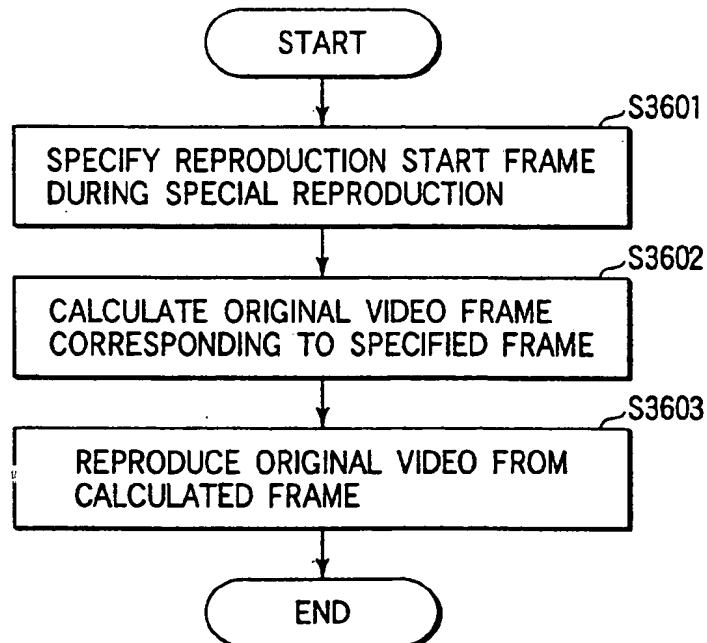 START
S3601
SPECIFY REPRODUCTION START FRAME
DURING SPECIAL REPRODUCTION
S3602
CALCULATE ORIGINAL VIDEO FRAME
CORRESPONDING TO SPECIFIED FRAME
S3603
REPRODUCE ORIGINAL VIDEO FROM
CALCULATED FRAME
END